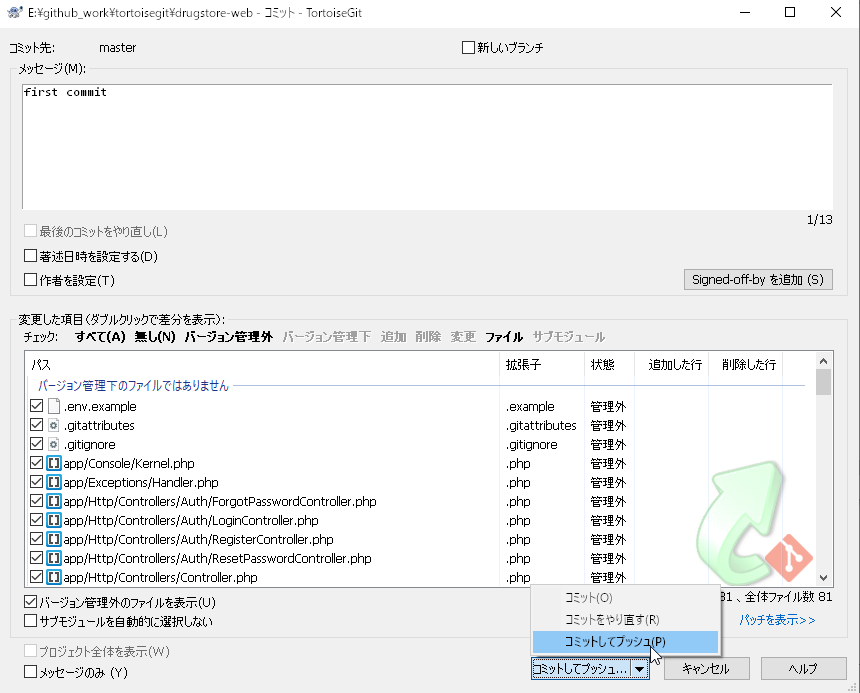 E:¥github_work¥tortoisegit¥drugstore-web - コミット - TortoiseGit
コミット先: master 新しいブランチ
メッセージ(M):
first commit
1/13
最後のコミットをやり直し(L)
著述日時を設定する(D)
作者を設定(T)
Signed-off-by を追加 (S)
変更した項目(ダブルクリックで差分を表示):
チェック: すべて(A) 無し(N) バージョン管理外 バージョン管理下 追加 削除 変更 ファイル サブモジュール
パス 拡張子 状態 追加した行 削除した行
バージョン管理下のファイルではありません
.env.example .example 管理外
.gitattributes .gitattributes 管理外
.gitignore .gitignore 管理外
app/Console/Kernel.php .php 管理外
app/Exceptions/Handler.php .php 管理外
app/Http/Controllers/Auth/ForgotPasswordController.php .php 管理外
app/Http/Controllers/Auth/LoginController.php .php 管理外
app/Http/Controllers/Auth/RegisterController.php .php 管理外
app/Http/Controllers/Auth/ResetPasswordController.php .php 管理外
app/Http/Controllers/Controller.php .php 管理外
バージョン管理外のファイルを表示(U)
31 、全体ファイル数 81
サブモジュールを自動的に選択しない
パッチを表示>>
コミット(O)
コミットをやり直す(R)
コミットしてプッシュ(P)
プロジェクト全体を表示(W)
メッセージのみ (Y)
コミットしてプッシュ... キャンセル ヘルプ